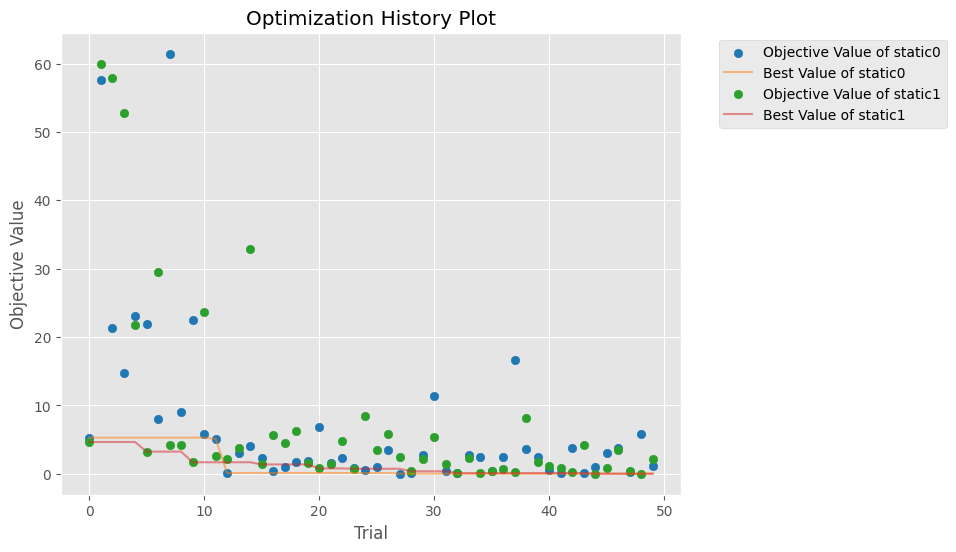 Optimization History Plot
Objective Value of static0
Best Value of static0
Objective Value of static1
Best Value of static1
Objective Value
60
50
40
30
20
10
0
0 10 20 30 40 50
Trial